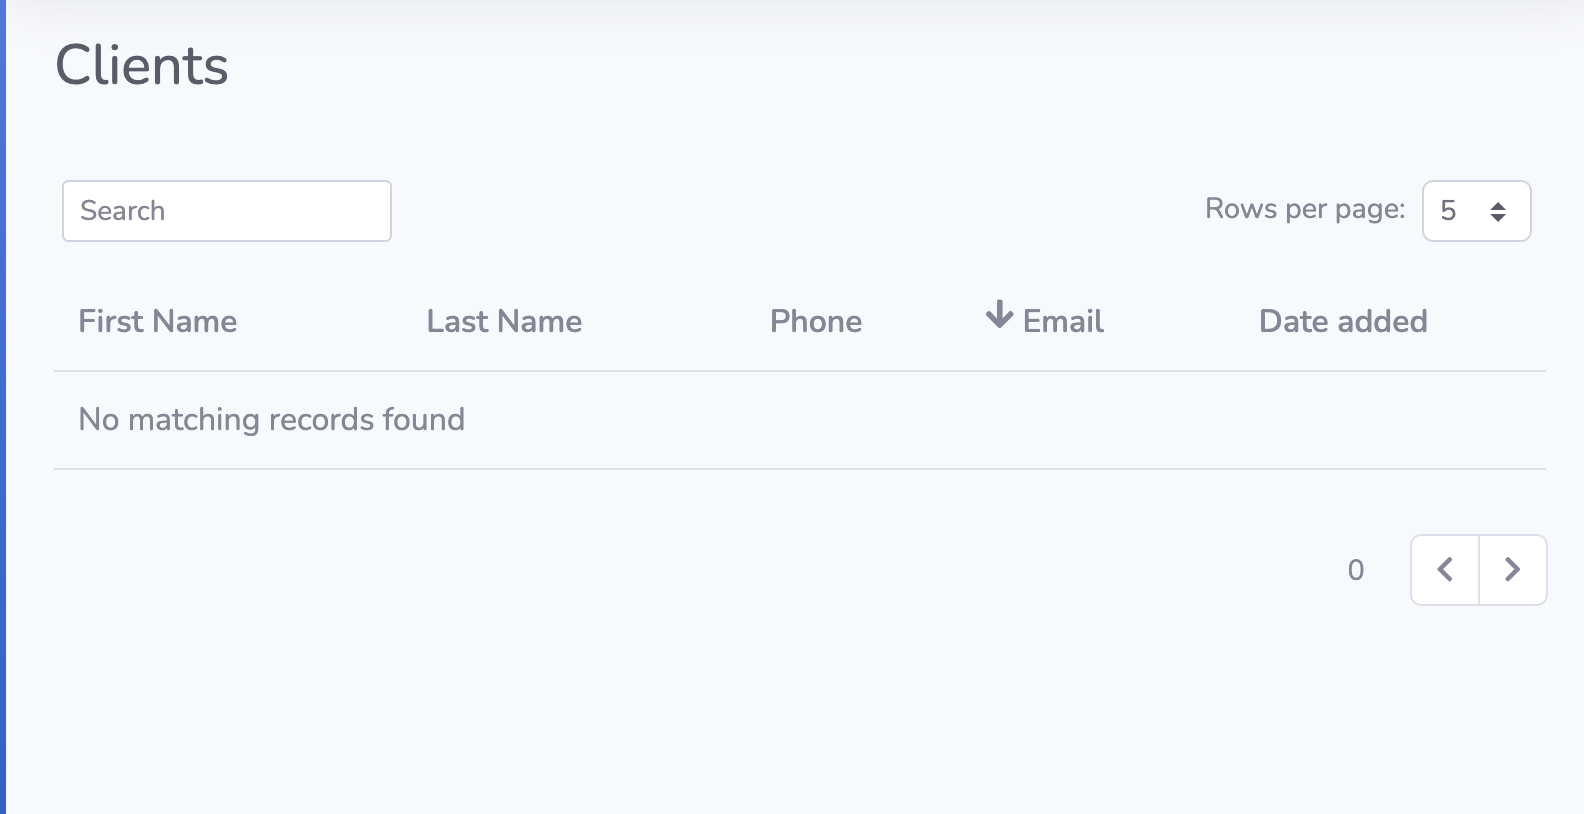 Clients
Search
Rows per page: 5
First Name Last Name Phone Email Date added
No matching records found
0